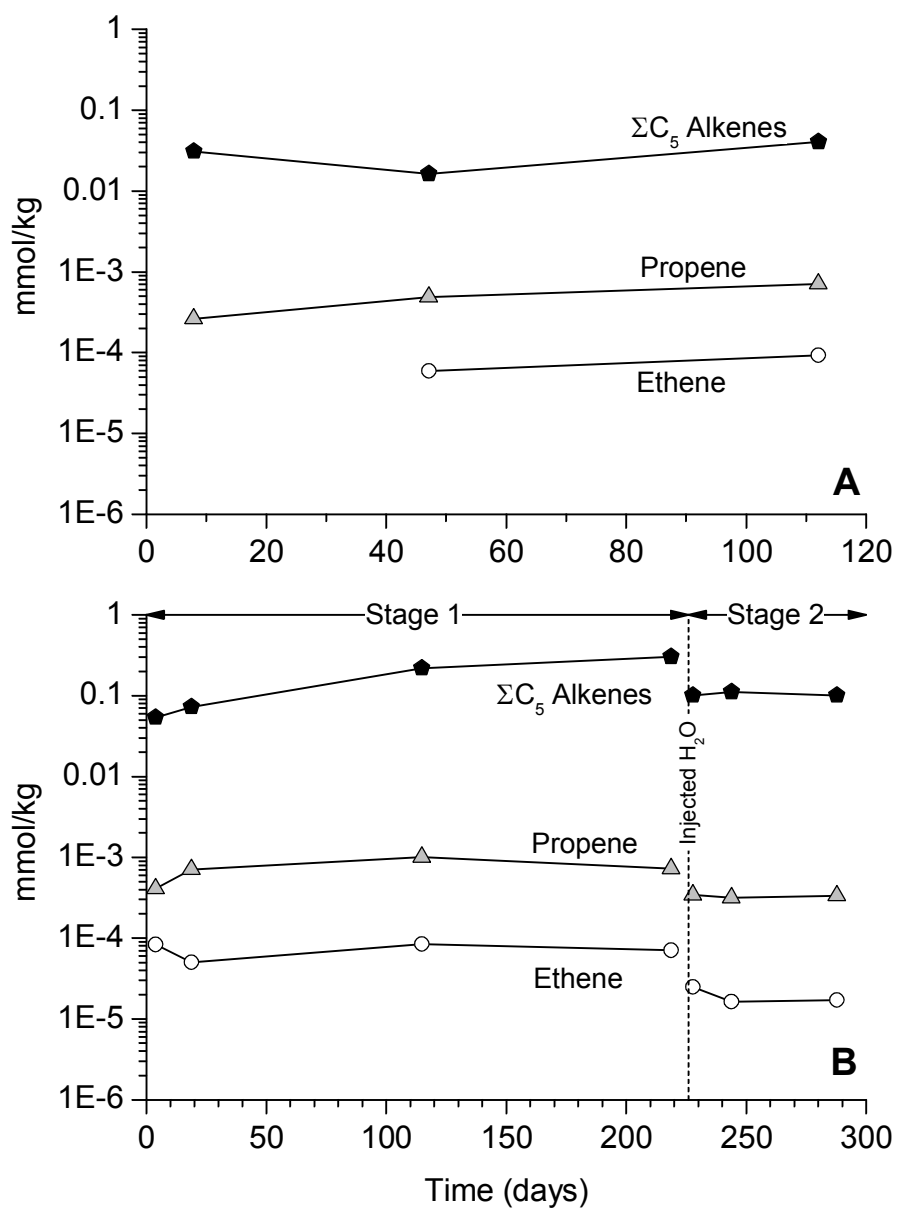 1
0.1
0.01
1E-3
1E-4
1E-5
1E-6
mmol/kg
ΣC₅ Alkenes
Propene
Ethene
A
0 20 40 60 80 100 120
Stage 1 Stage 2
1
0.1
0.01
1E-3
1E-4
1E-5
1E-6
mmol/kg
ΣC₅ Alkenes
Injected H₂O
Propene
Ethene
B
0 50 100 150 200 250 300
Time (days)